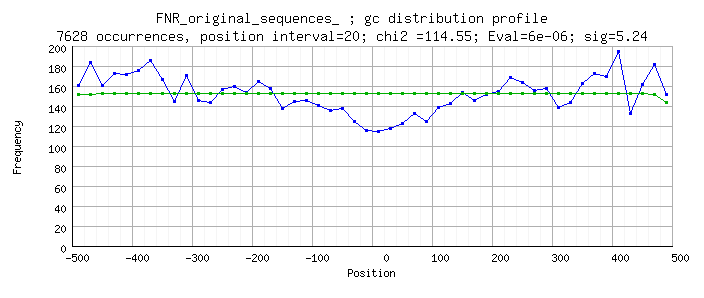 FNR_original_sequences_ ; gc distribution profile
7628 occurrences, position interval=20; chi2 =114.55; Eval=6e-06; sig=5.24
200
180
160
140
120
100
80
60
40
20
0
Frequency
-500 -400 -300 -200 -100 0 100 200 300 400 500
Position